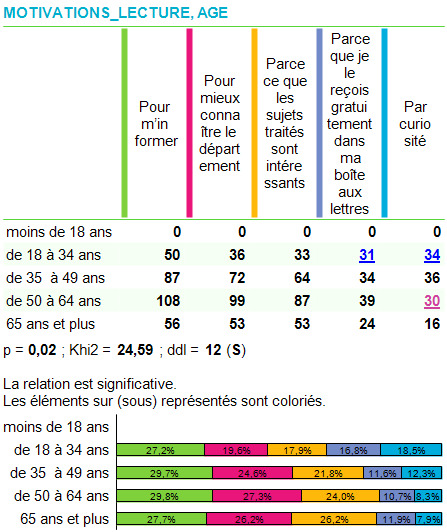 MOTIVATIONS_LECTURE, AGE
Pour
m'in
former
Pour
mieux
conna
ître le
départ
ement
Parce
ce que
les
sujets
traités
sont
intére
ssants
Parce
que je
le
reçois
gratui
tement
dans
ma
boîte
aux
lettres
Par
curio
sité
moins de 18 ans 0 0 0 0 0
de 18 à 34 ans 50 36 33 31 34
de 35 à 49 ans 87 72 64 34 36
de 50 à 64 ans 108 99 87 39 30
65 ans et plus 56 53 53 24 16
p = 0,02 ; Khi2 = 24,59 ; ddl = 12 (S)
La relation est significative.
Les éléments sur (sous) représentés sont coloriés.
moins de 18 ans
de 18 à 34 ans 27,2% 19,6% 17,9% 16,8% 18,5%
de 35 à 49 ans 29,7% 24,6% 21,8% 11,6% 12,3%
de 50 à 64 ans 29,8% 27,3% 24,0% 10,7% 8,3%
65 ans et plus 27,7% 26,2% 26,2% 11,9% 7,9%